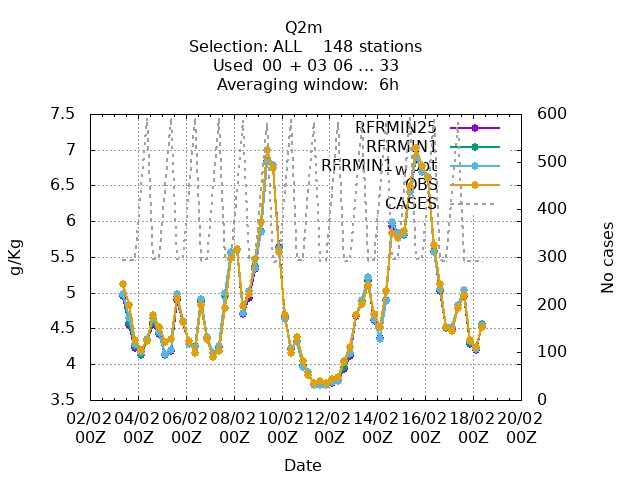 Q2m
Selection: ALL 148 stations
Used 00 + 03 06 ... 33
Averaging window: 6h
7.5
7
6.5
6
5.5
5
4.5
4
3.5
g/Kg
600
500
400
300
200
100
0
No cases
RFRMIN25
RFRMIN1
OBS
CASES
02/02 04/02 06/02 08/02 10/02 12/02 14/02 16/02 18/02 20/02
00Z 00Z 00Z 00Z 00Z 00Z 00Z 00Z 00Z 00Z
Date